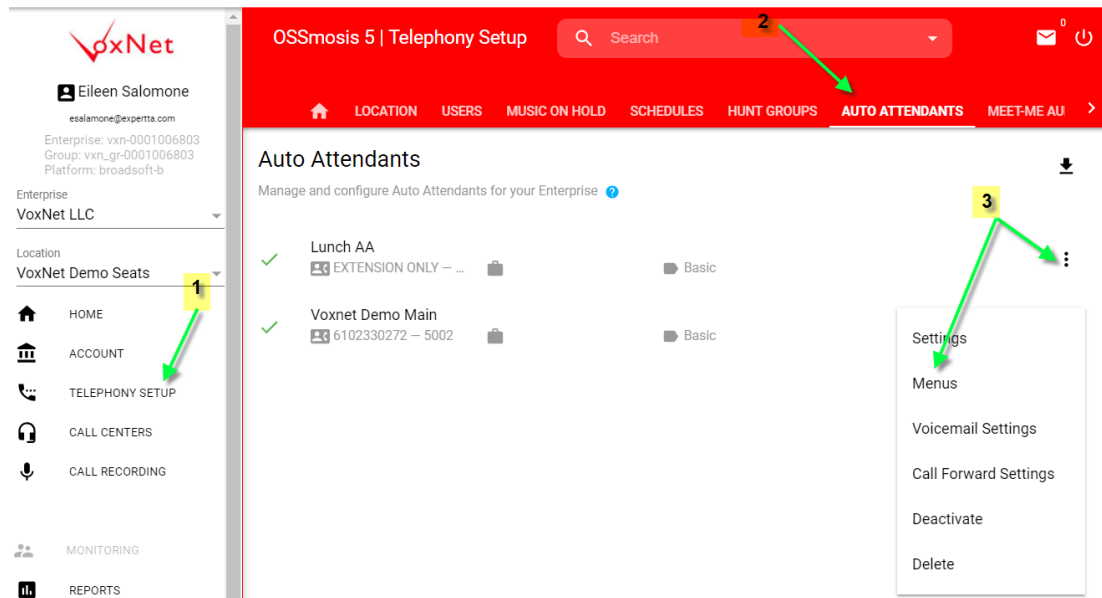 VoxNet
Eileen Salomone
esalamone@expertta.com
Enterprise: vxn-0001006803
Group: vxn_gr-0001006803
Platform: broadsoft-b
Enterprise
VoxNet LLC
Location
VoxNet Demo Seats
1
HOME
ACCOUNT
TELEPHONY SETUP
CALL CENTERS
CALL RECORDING
MONITORING
REPORTS
OSSmosis 5 | Telephony Setup
Search
2
0
LOCATION USERS MUSIC ON HOLD SCHEDULES HUNT GROUPS AUTO ATTENDANTS MEET-ME AU
Auto Attendants
Manage and configure Auto Attendants for your Enterprise ?
3
Lunch AA
EXTENSION ONLY — ... Basic
Voxnet Demo Main
6102330272 — 5002 Basic
Settings
Menus
Voicemail Settings
Call Forward Settings
Deactivate
Delete